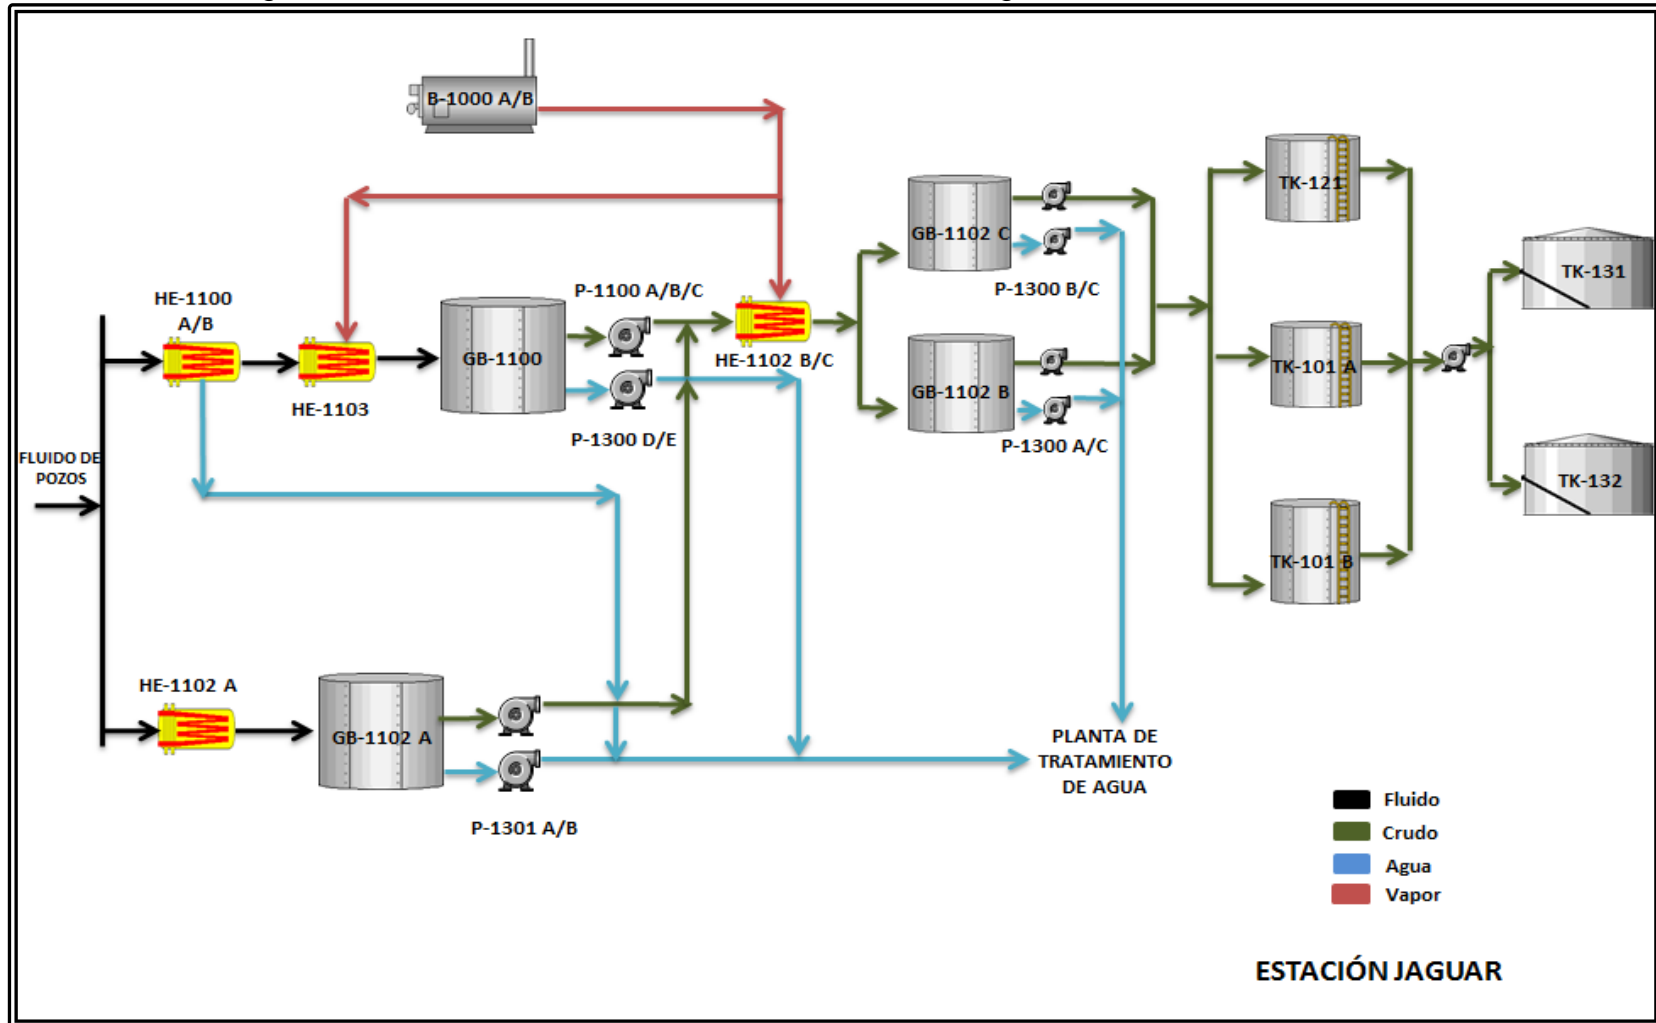 B-1000 A/B
TK-121
GB-1102 C
TK-131
P-1100 A/B/C
P-1300 B/C
HE-1100
A/B
GB-1100
HE-1102 B/C
TK-101 A
HE-1103
GB-1102 B
P-1300 D/E
P-1300 A/C
FLUIDO DE
POZOS
TK-132
TK-101 B
HE-1102 A
GB-1102 A
PLANTA DE
TRATAMIENTO
DE AGUA
P-1301 A/B
Fluido
Crudo
Agua
Vapor
ESTACIÓN JAGUAR